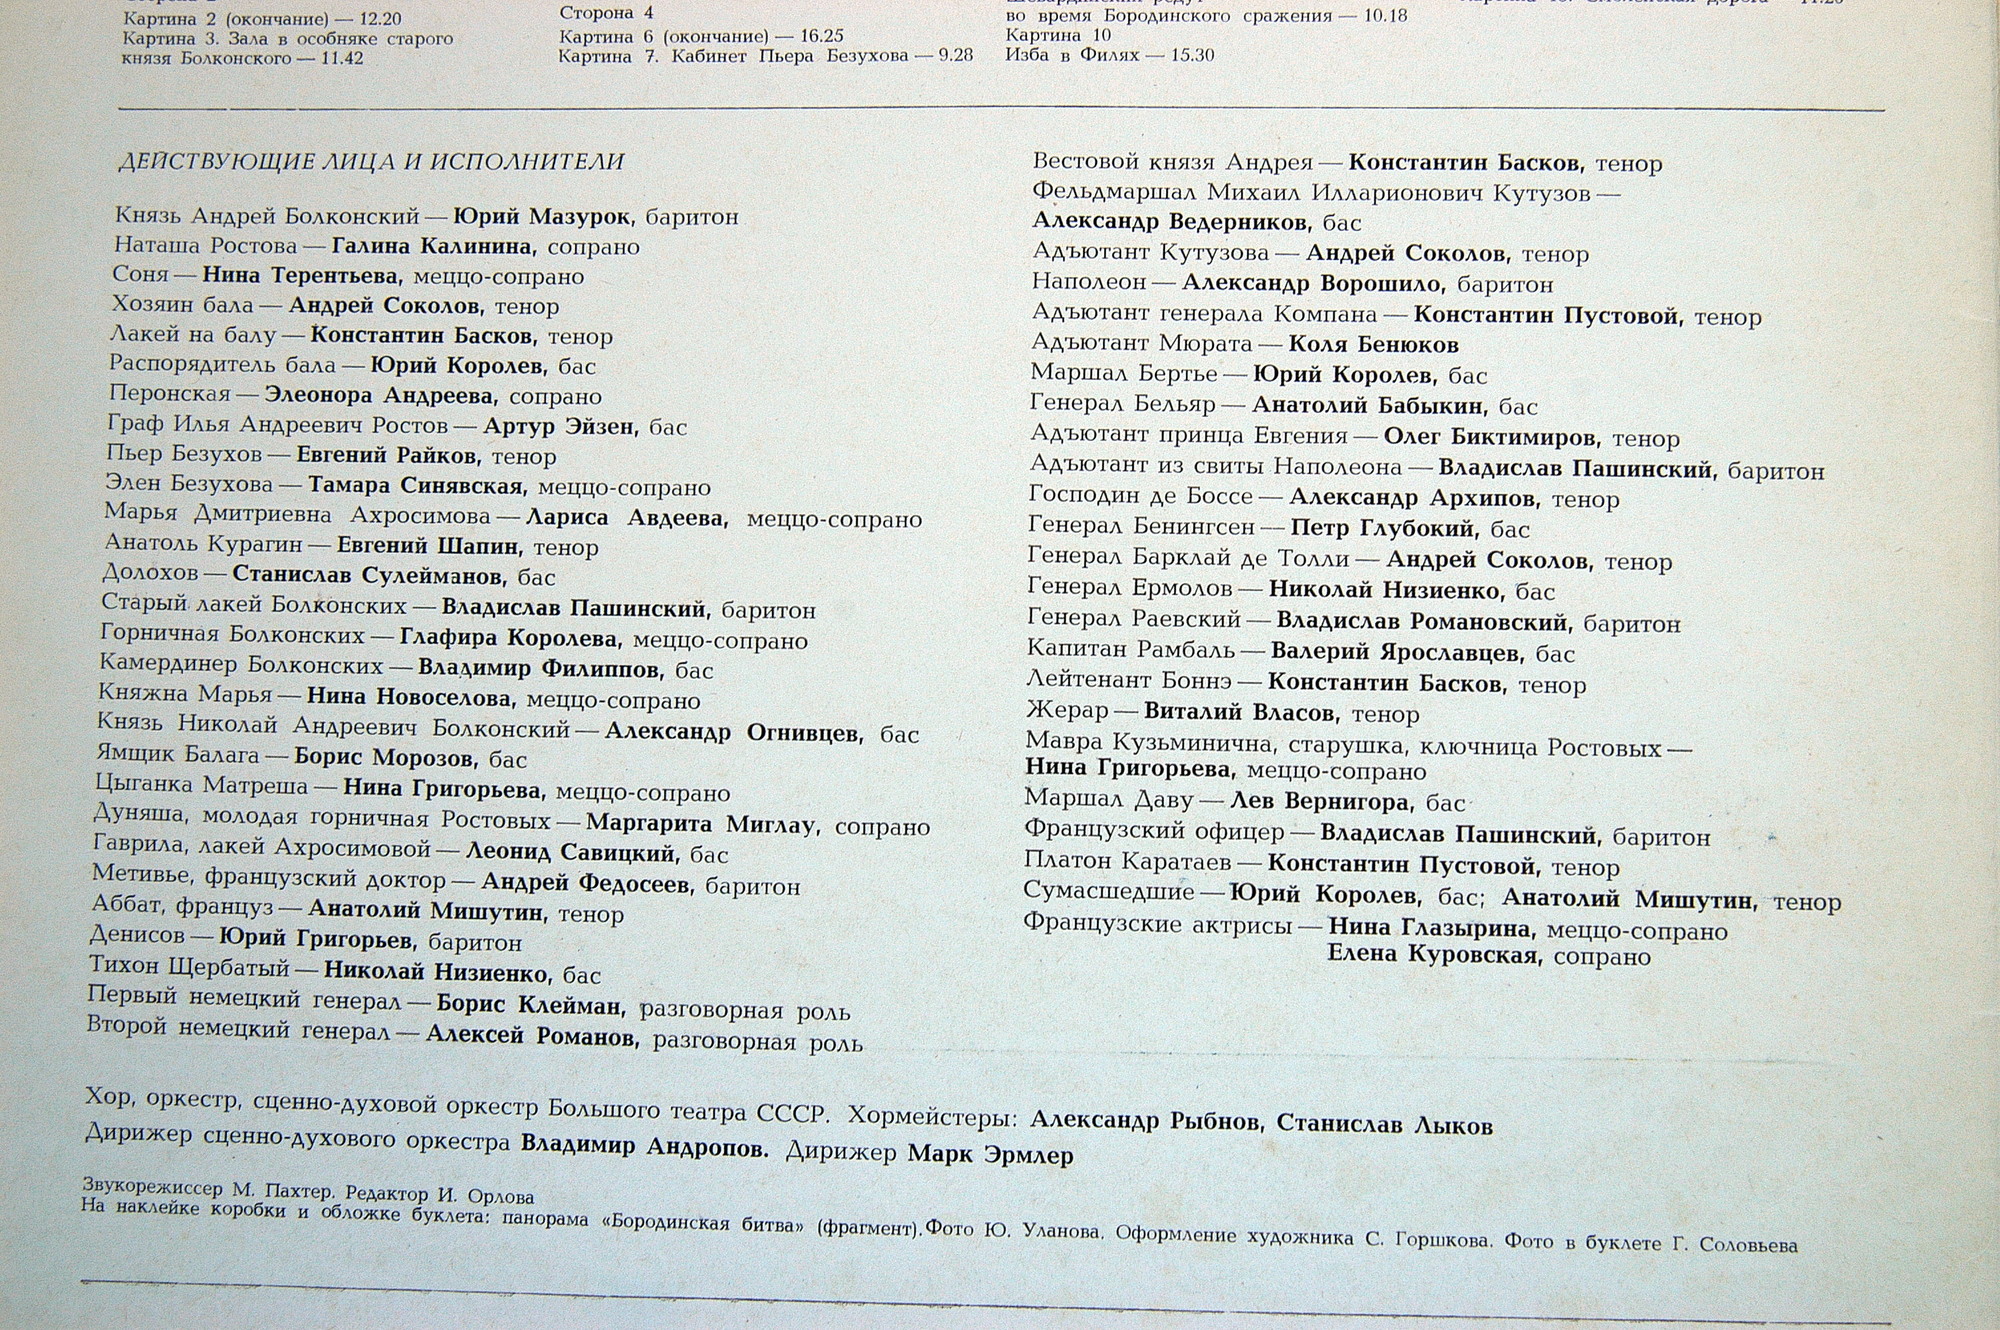 Картина 2 (окончание) — 12.20
Картина 3. Зала в особняке старого
князя Болконского — 11.42
Сторона 4
Картина 6 (окончание) — 16.25
Картина 7. Кабинет Пьера Безухова — 9.28
во время Бородинского сражения — 10.18
Картина 10
Изба в Филях — 15.30
ДЕЙСТВУЮЩИЕ ЛИЦА И ИСПОЛНИТЕЛИ
Князь Андрей Болконский — Юрий Мазурок, баритон
Наташа Ростова — Галина Калинина, сопрано
Соня — Нина Терентьева, меццо-сопрано
Хозяин бала — Андрей Соколов, тенор
Лакей на балу — Константин Басков, тенор
Распорядитель бала — Юрий Королев, бас
Перонская — Элеонора Андреева, сопрано
Граф Илья Андреевич Ростов — Артур Эйзен, бас
Пьер Безухов — Евгений Райков, тенор
Элен Безухова — Тамара Синявская, меццо-сопрано
Марья Дмитриевна Ахросимова — Лариса Авдеева, меццо-сопрано
Анатоль Курагин — Евгений Шапин, тенор
Долохов — Станислав Сулейманов, бас
Старый лакей Болконских — Владислав Пашинский, баритон
Горничная Болконских — Глафира Королева, меццо-сопрано
Камердинер Болконских — Владимир Филиппов, бас
Княжна Марья — Нина Новоселова, меццо-сопрано
Князь Николай Андреевич Болконский — Александр Огнивцев, бас
Ямщик Балага — Борис Морозов, бас
Цыганка Матреша — Нина Григорьева, меццо-сопрано
Дуняша, молодая горничная Ростовых — Маргарита Миглау, сопрано
Гаврила, лакей Ахросимовой — Леонид Савицкий, бас
Метивье, французский доктор — Андрей Федосеев, баритон
Аббат, француз — Анатолий Мишутин, тенор
Денисов — Юрий Григорьев, баритон
Тихон Щербатый — Николай Низиенко, бас
Первый немецкий генерал — Борис Клейман, разговорная роль
Второй немецкий генерал — Алексей Романов, разговорная роль
Вестовой князя Андрея — Константин Басков, тенор
Фельдмаршал Михаил Илларионович Кутузов —
Александр Ведерников, бас
Адъютант Кутузова — Андрей Соколов, тенор
Наполеон — Александр Ворошило, баритон
Адъютант генерала Компана — Константин Пустовой, тенор
Адъютант Мюрата — Коля Бенюков
Маршал Бертье — Юрий Королев, бас
Генерал Бельяр — Анатолий Бабыкин, бас
Адъютант принца Евгения — Олег Биктимиров, тенор
Адъютант из свиты Наполеона — Владислав Пашинский, баритон
Господин де Боссе — Александр Архипов, тенор
Генерал Бенингсен — Петр Глубокий, бас
Генерал Барклай де Толли — Андрей Соколов, тенор
Генерал Ермолов — Николай Низиенко, бас
Генерал Раевский — Владислав Романовский, баритон
Капитан Рамбаль — Валерий Ярославцев, бас
Лейтенант Боннэ — Константин Басков, тенор
Жерар — Виталий Власов, тенор
Мавра Кузьминична, старушка, ключница Ростовых —
Нина Григорьева, меццо-сопрано
Маршал Даву — Лев Вернигора, бас
Французский офицер — Владислав Пашинский, баритон
Платон Каратаев — Константин Пустовой, тенор
Сумасшедшие — Юрий Королев, бас; Анатолий Мишутин, тенор
Французские актрисы — Нина Глазырина, меццо-сопрано
Елена Куровская, сопрано
Хор, оркестр, сценно-духовой оркестр Большого театра СССР. Хормейстеры: Александр Рыбнов, Станислав Лыков
Дирижер сценно-духового оркестра Владимир Андропов. Дирижер Марк Эрмлер
Звукорежиссер М. Пахтер. Редактор И. Орлова
На наклейке коробки и обложке буклета: панорама «Бородинская битва» (фрагмент). Фото Ю. Уланова. Оформление художника С. Горшкова. Фото в буклете Г. Соловьева